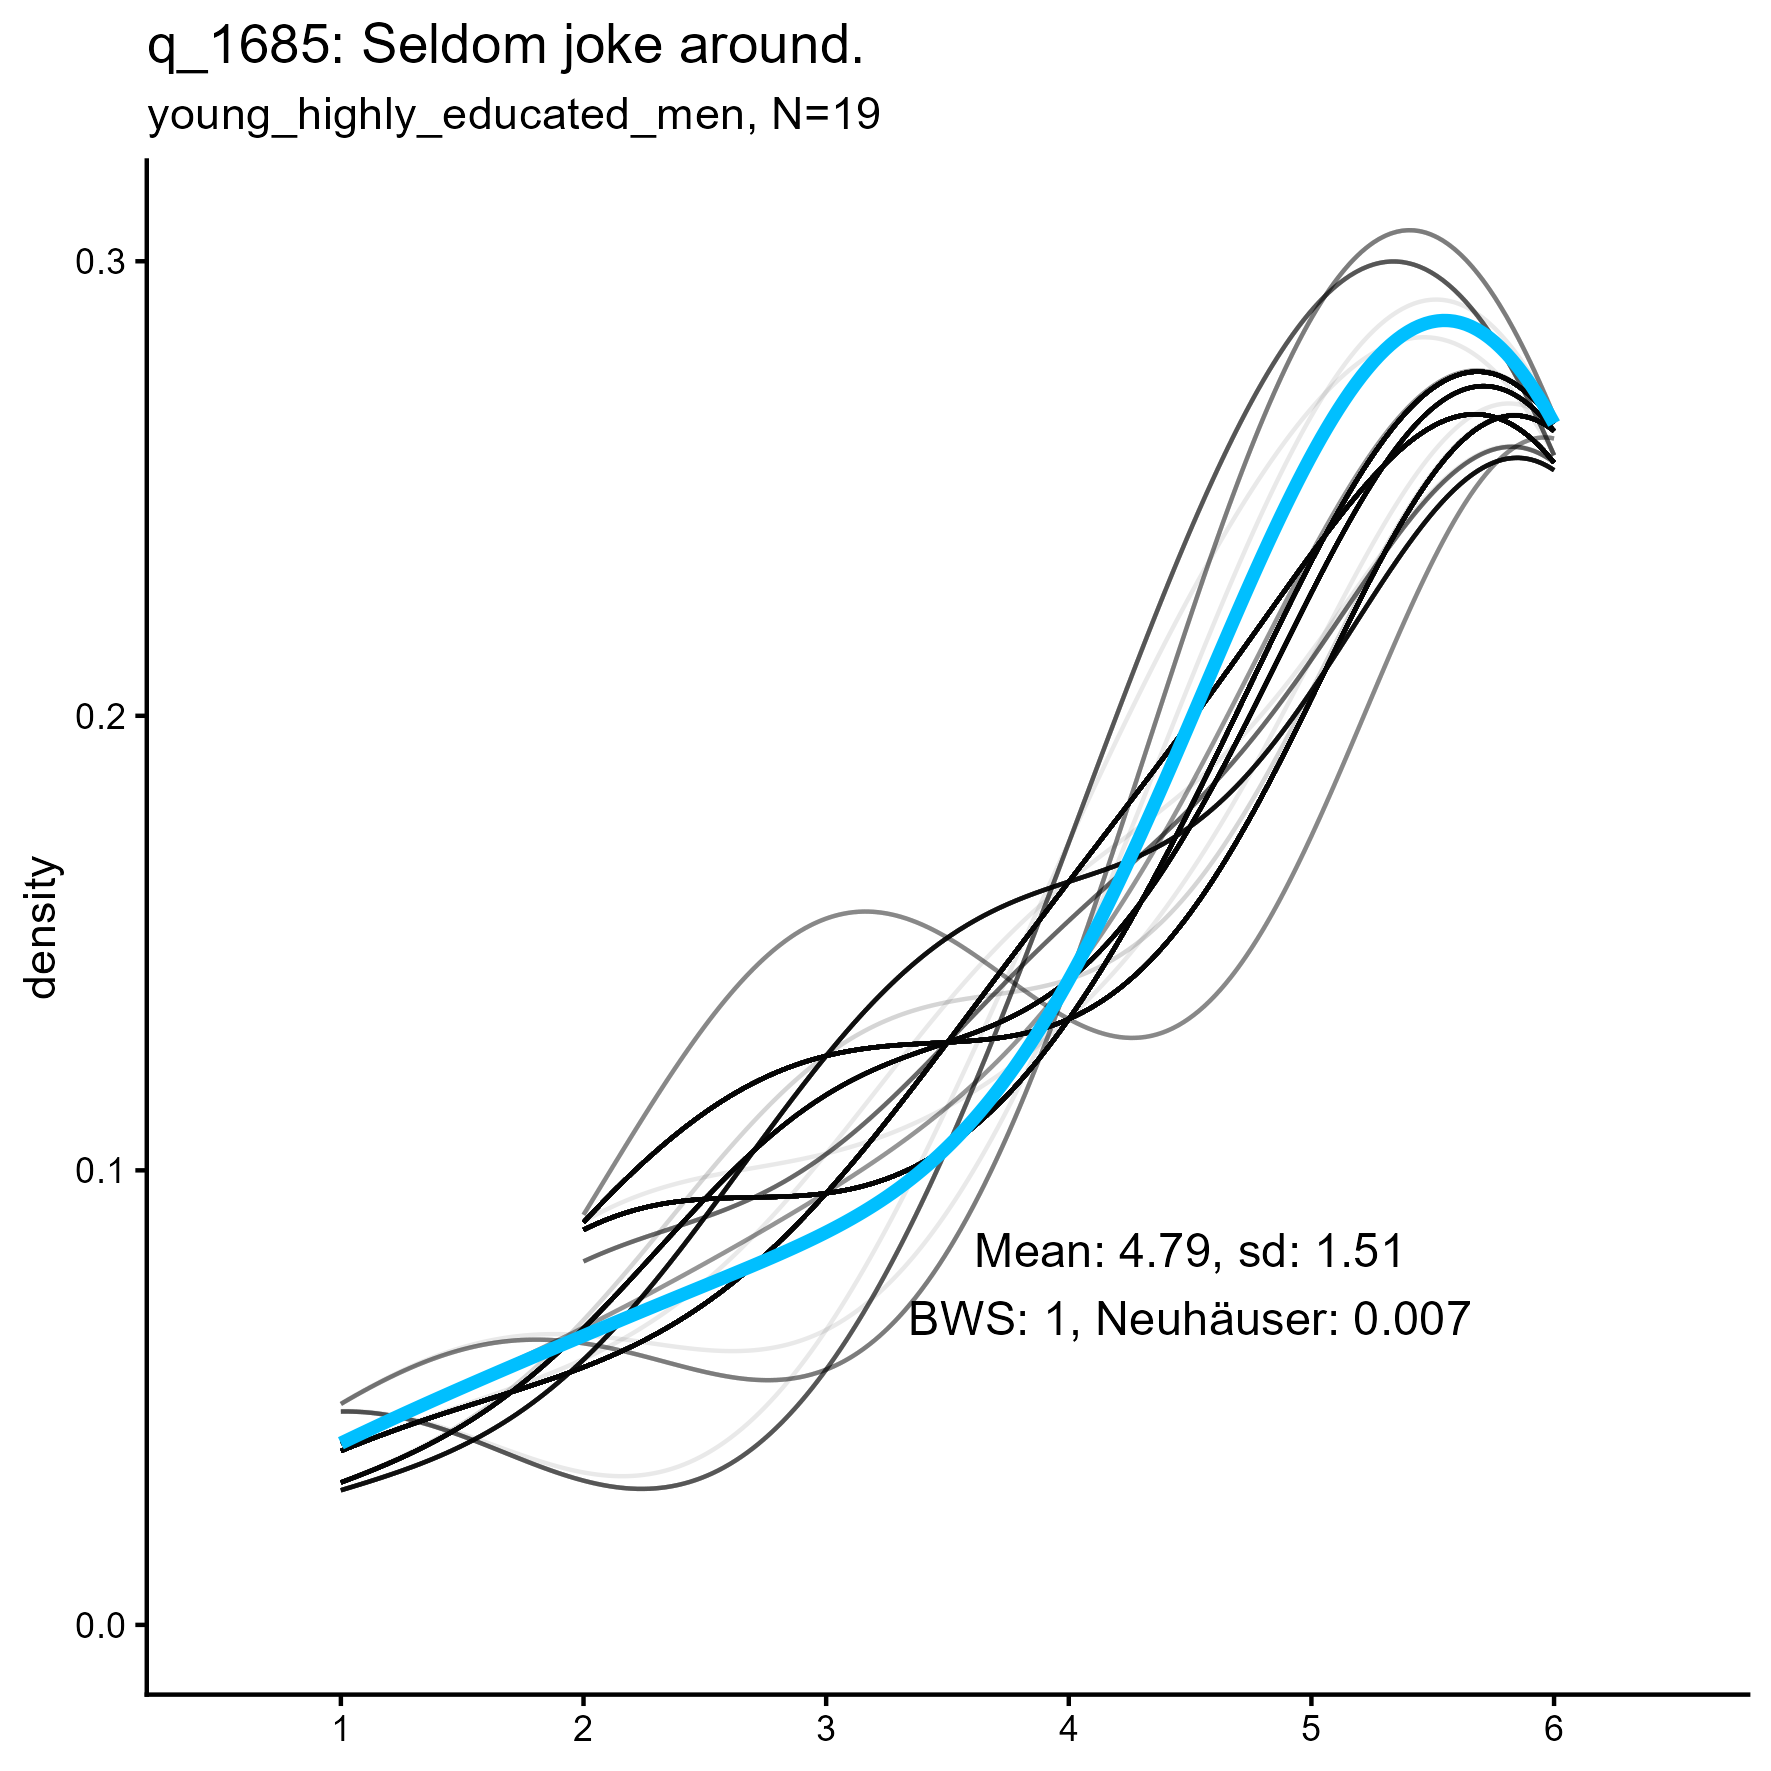 q_1685: Seldom joke around.
young_highly_educated_men, N=19
0.3
0.2
density
0.1
Mean: 4.79, sd: 1.51
BWS: 1, Neuhäuser: 0.007
0.0
1 2 3 4 5 6